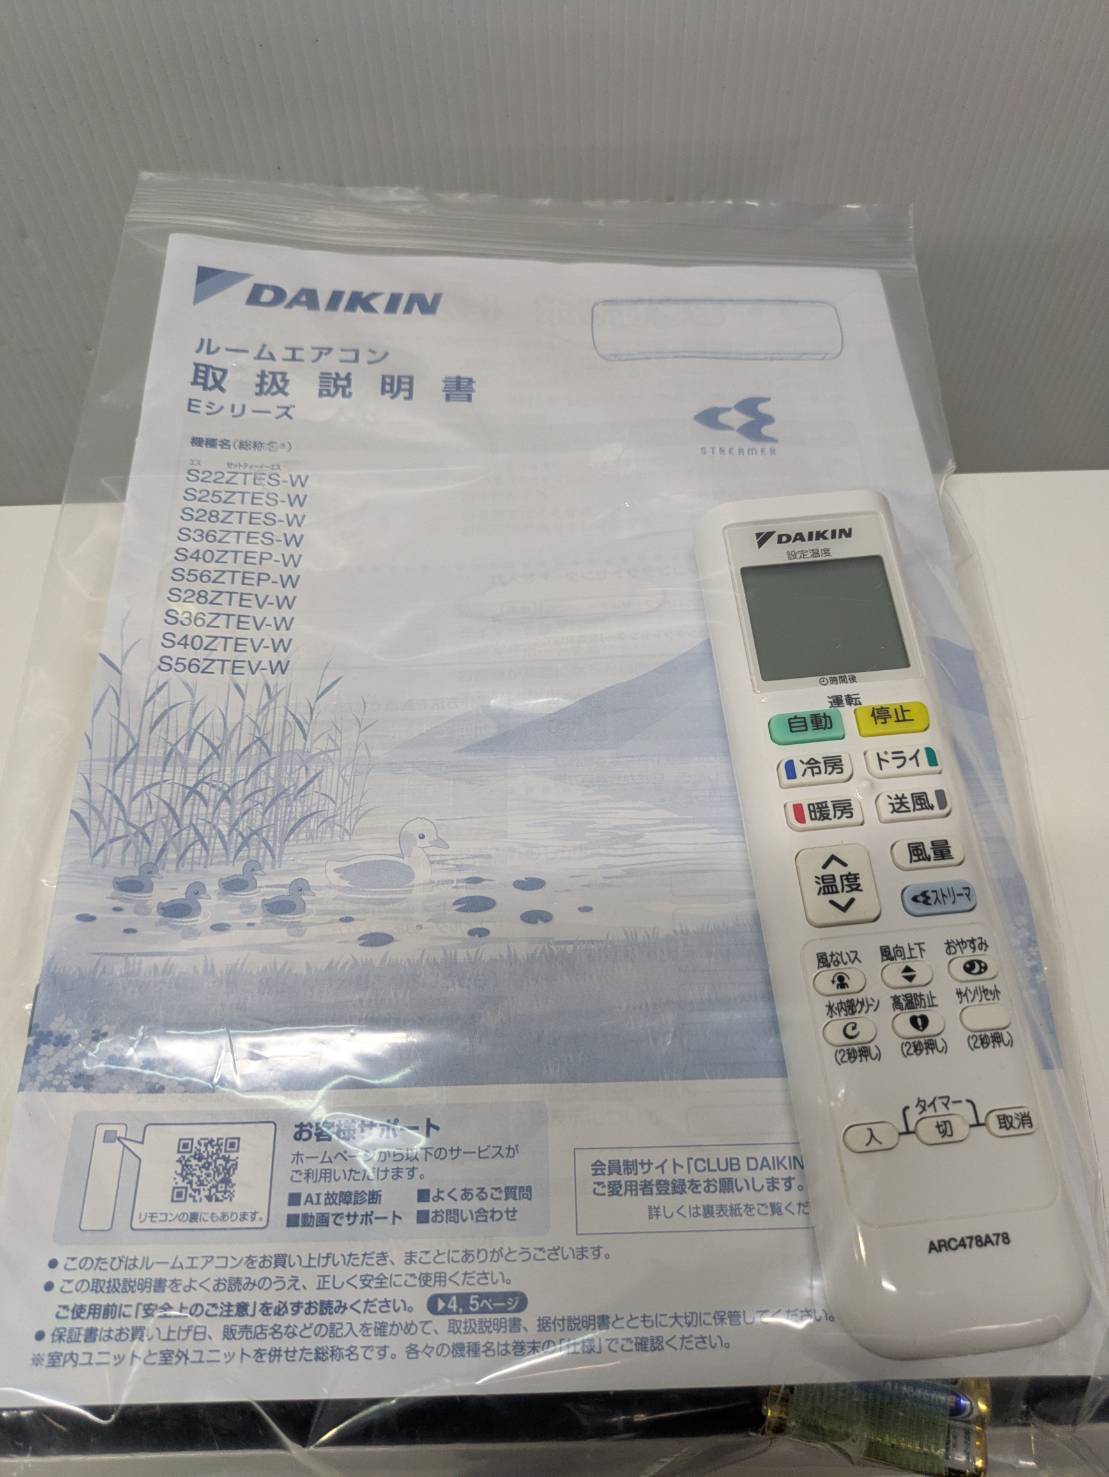 DAIKIN
ルームエアコン
取扱説明書
Eシリーズ
機種名(総称名※)
エス ゼットティーイーエス
S22ZTES-W
S25ZTES-W
S28ZTES-W
S36ZTES-W
S40ZTEP-W
S56ZTEP-W
S28ZTEV-W
S36ZTEV-W
S40ZTEV-W
S56ZTEV-W
STREAMER
お客様サポート
ホームページから以下のサービスが
ご利用いただけます。
■AI故障診断 ■よくあるご質問
■動画でサポート ■お問い合わせ
リモコンの裏にもあります。
会員制サイト「CLUB DAIKIN
ご愛用者登録をお願いします。
詳しくは裏表紙をご覧くだ
●このたびはルームエアコンをお買い上げいただき、まことにありがとうございます。
●この取扱説明書をよくお読みのうえ、正しく安全にご使用ください。
ご使用前に「安全上のご注意」を必ずお読みください。 ▶4, 5ページ
●保証書はお買い上げ日、販売店名などの記入を確かめて、取扱説明書、据付説明書とともに大切に保管してください。
※室内ユニットと室外ユニットを併せた総称名です。各々の機種名は巻末の「仕様」でご確認ください。
DAIKIN
設定温度
時間後
運転
自動 停止
冷房 ドライ
暖房 送風
温度 風量
ストリーマ
風ないス 風向上下 おやすみ
水内部クリーン 高温防止 サインリセット
(2秒押し) (2秒押し) (2秒押し)
タイマー
入 切 取消
ARC478A78